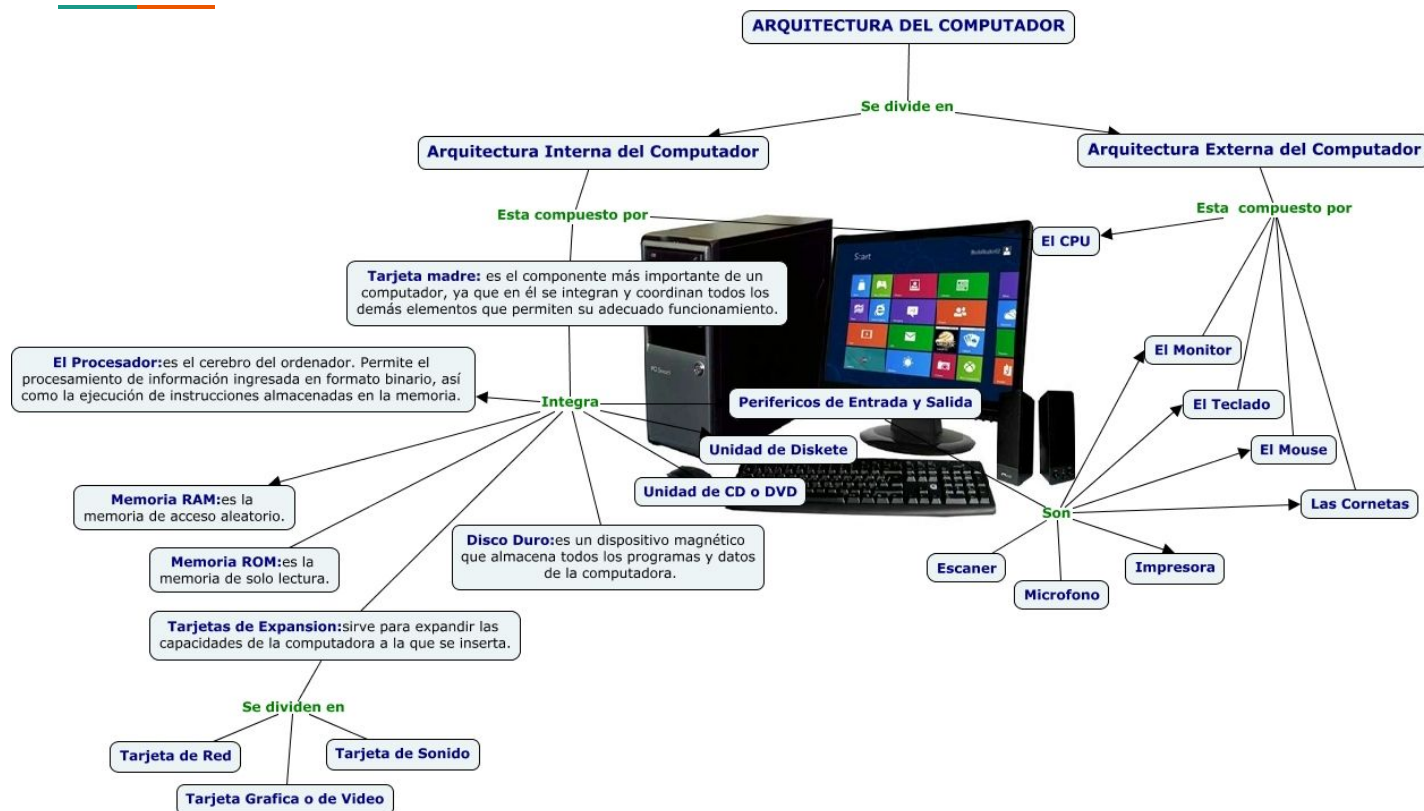 ARQUITECTURA DEL COMPUTADOR
Se divide en
Arquitectura Interna del Computador
Arquitectura Externa del Computador
Esta compuesto por
Esta compuesto por
El CPU
Start
Tarjeta madre: es el componente más importante de un
computador, ya que en él se integran y coordinan todos los
demás elementos que permiten su adecuado funcionamiento.
El Procesador:es el cerebro del ordenador. Permite el
procesamiento de información ingresada en formato binario, así
como la ejecución de instrucciones almacenadas en la memoria.
Integra
Perifericos de Entrada y Salida
El Monitor
El Teclado
Unidad de Diskete
El Mouse
Unidad de CD o DVD
Las Cornetas
Memoria RAM:es la
memoria de acceso aleatorio.
Son
Memoria ROM:es la
memoria de solo lectura.
Disco Duro:es un dispositivo magnético
que almacena todos los programas y datos
de la computadora.
Escaner
Microfono
Impresora
Tarjetas de Expansion:sirve para expandir las
capacidades de la computadora a la que se inserta.
Se dividen en
Tarjeta de Red
Tarjeta de Sonido
Tarjeta Grafica o de Video